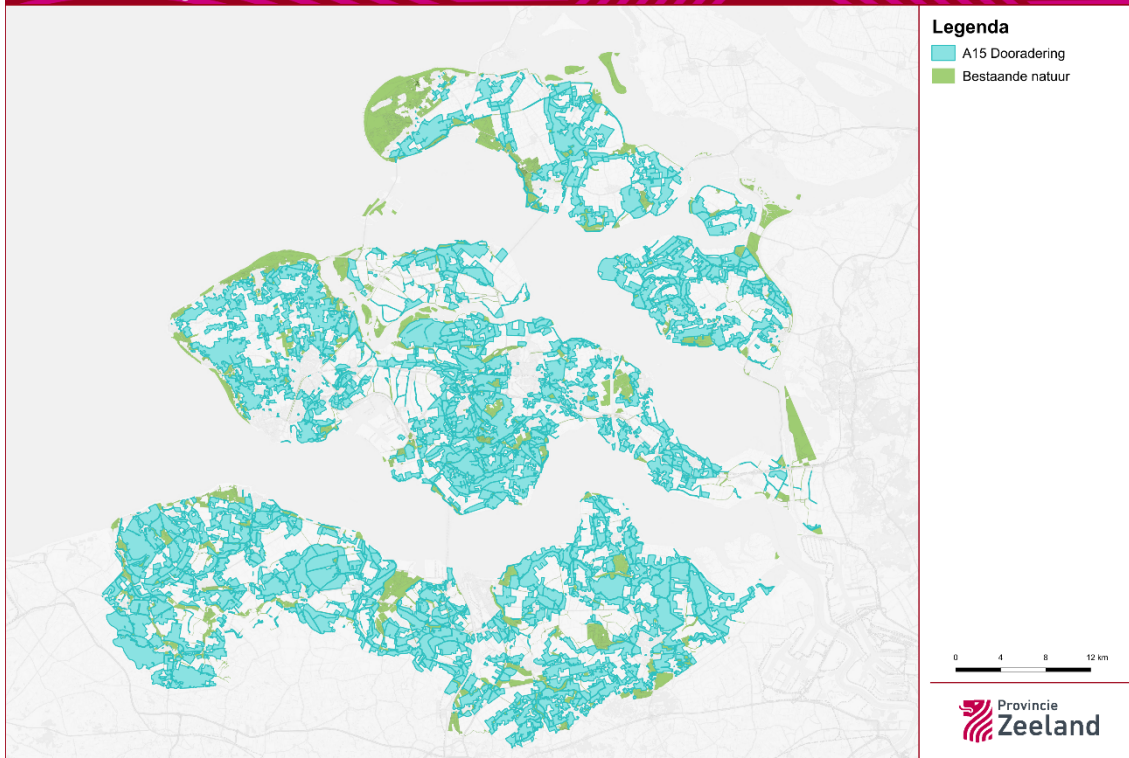 Legenda
A15 Dooradering
Bestaande natuur
0 4 8 12 km
Provincie
Zeeland